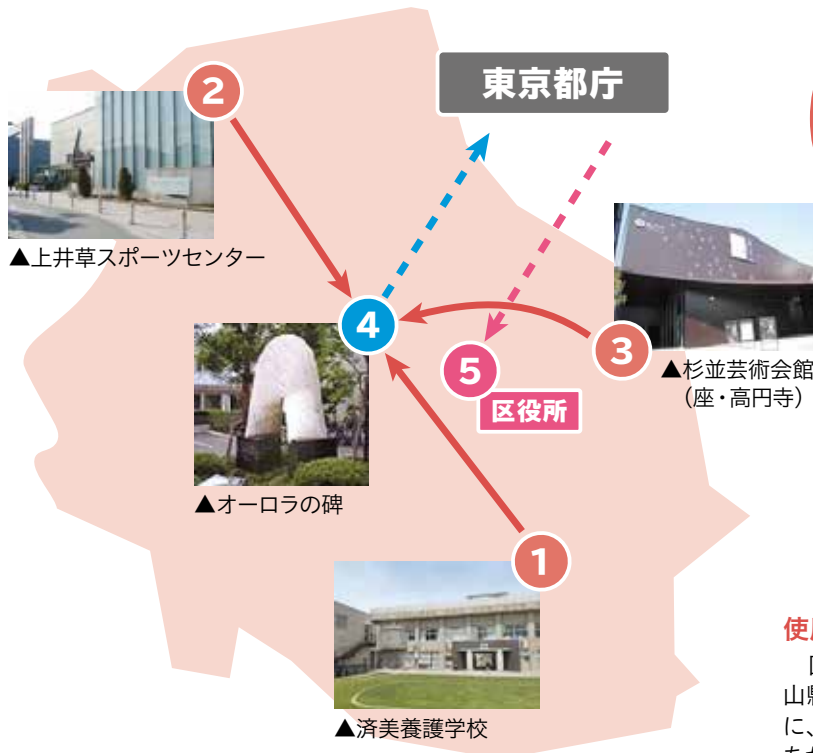 東京都庁
2
▲上井草スポーツセンター
4
3
▲杉並芸術会館
(座・高円寺)
5
区役所
▲オーロラの碑
1
▲済美養護学校
山県
に、